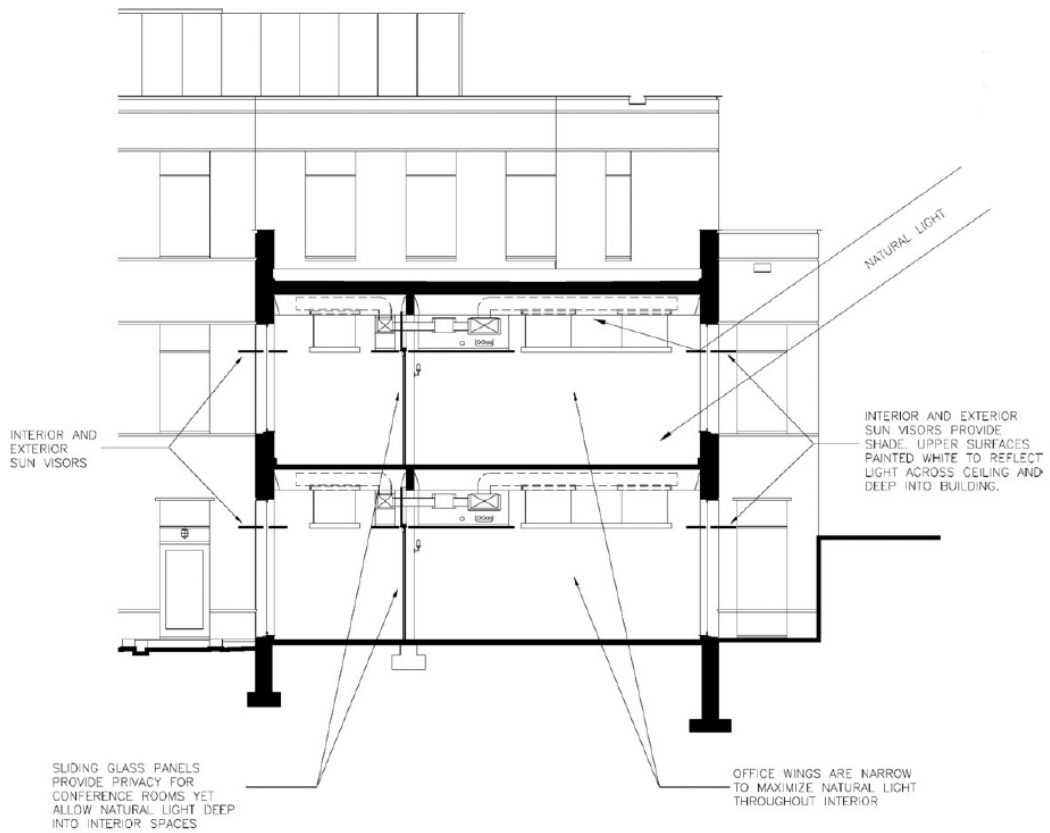 NATURAL LIGHT
INTERIOR AND
EXTERIOR
SUN VISORS
INTERIOR AND EXTERIOR
SUN VISORS PROVIDE
SHADE. UPPER SURFACES
PAINTED WHITE TO REFLECT
LIGHT ACROSS CEILING AND
DEEP INTO BUILDING.
SLIDING GLASS PANELS
PROVIDE PRIVACY FOR
CONFERENCE ROOMS YET
ALLOW NATURAL LIGHT DEEP
INTO INTERIOR SPACES
OFFICE WINGS ARE NARROW
TO MAXIMIZE NATURAL LIGHT
THROUGHOUT INTERIOR